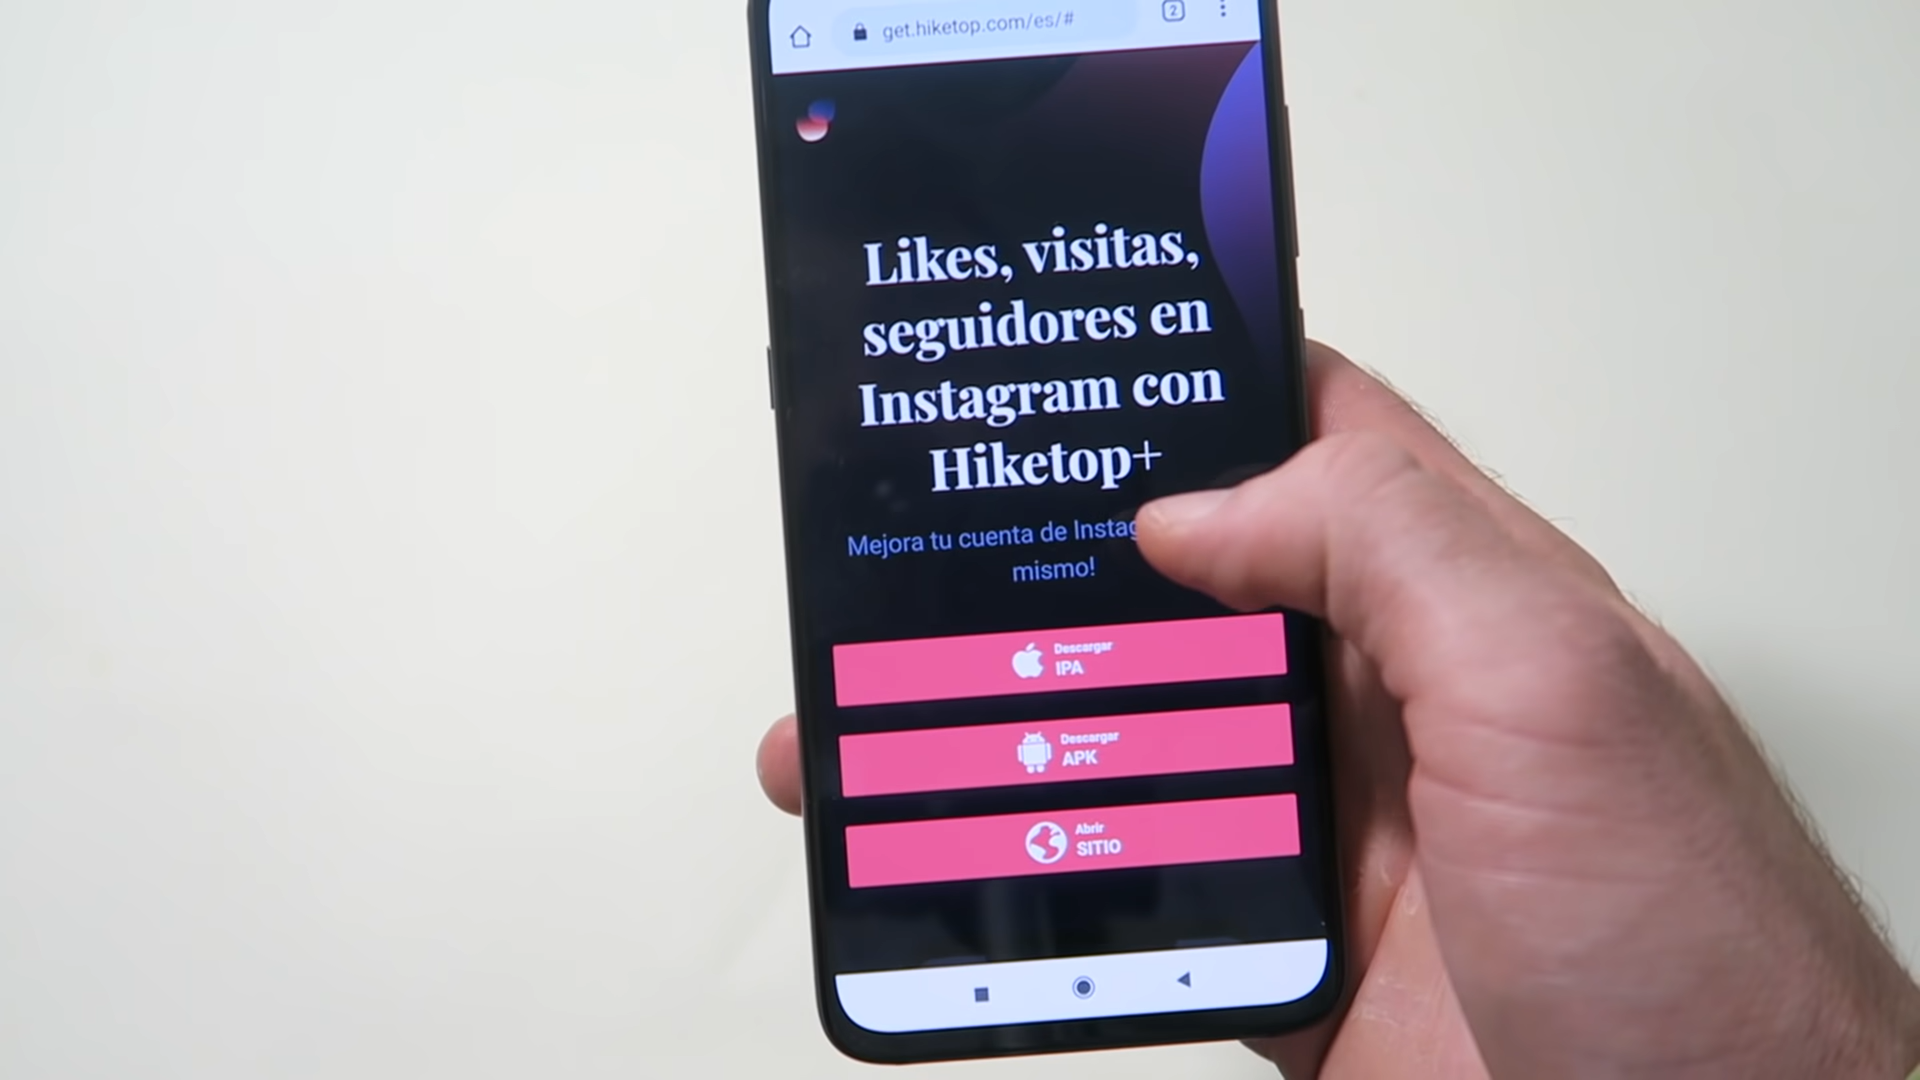 get.hiketop.com/es/#
2
Likes, visitas,
seguidores en
Instagram con
Hiketop+
Mejora tu cuenta de
mismo!
Descargar
IPA
Descargar
APK
Abrir
SITIO